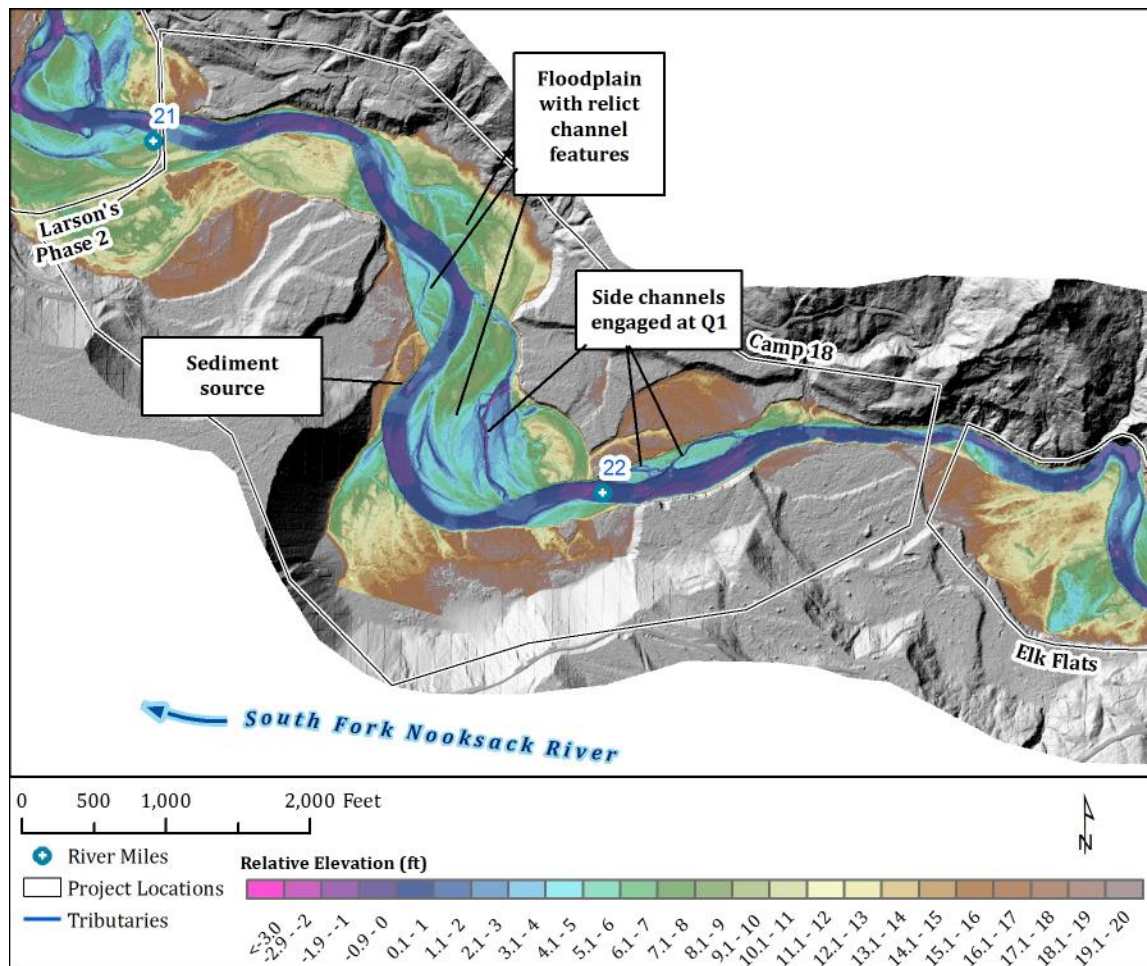 Floodplain
with relict
channel
features
21
Larson's
Phase 2
Side channels
engaged at Q1
Camp 18
Sediment
source
22
Elk Flats
South Fork Nooksack River
0 500 1,000 2,000 Feet
N
River Miles
Project Locations
Tributaries
Relative Elevation (ft)
<-3.0
-2.9 - -2
-1.9 - -1
-0.9 - 0
0.1 - 1
1.1 - 2
2.1 - 3
3.1 - 4
4.1 - 5
5.1 - 6
6.1 - 7
7.1 - 8
8.1 - 9
9.1 - 10
10.1 - 11
11.1 - 12
12.1 - 13
13.1 - 14
14.1 - 15
15.1 - 16
16.1 - 17
17.1 - 18
18.1 - 19
19.1 - 20